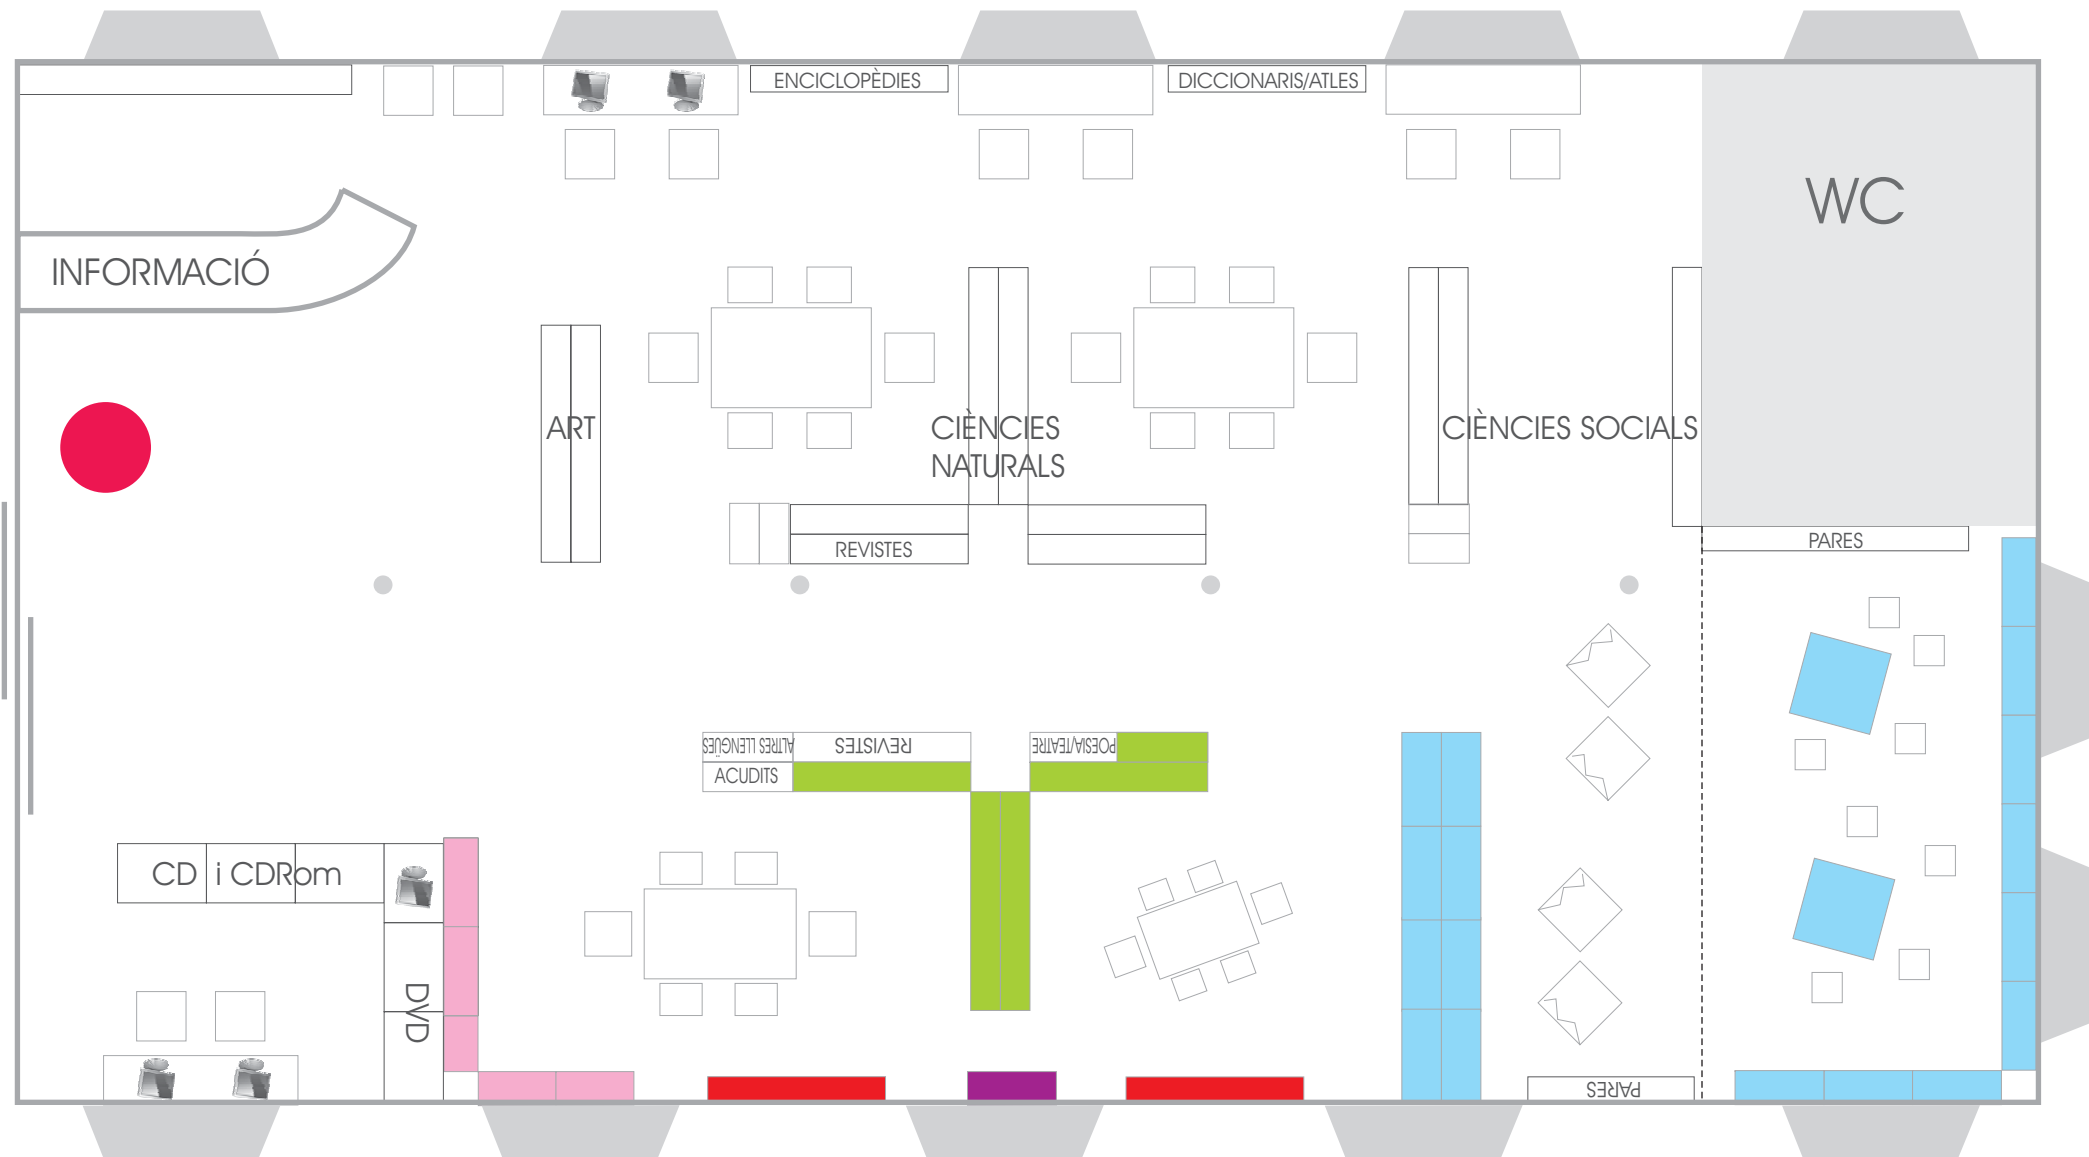 ENCICLOPÈDIES
DICCIONARIS/ATLES
WC
INFORMACIÓ
ART
CIÈNCIES
NATURALS
CIÈNCIES SOCIALS
REVISTES
PARES
ALTRES LLENGÜES
REVISTES
POESIA/TEATRE
ACUDITS
CD i CDRom
DVD
PARES